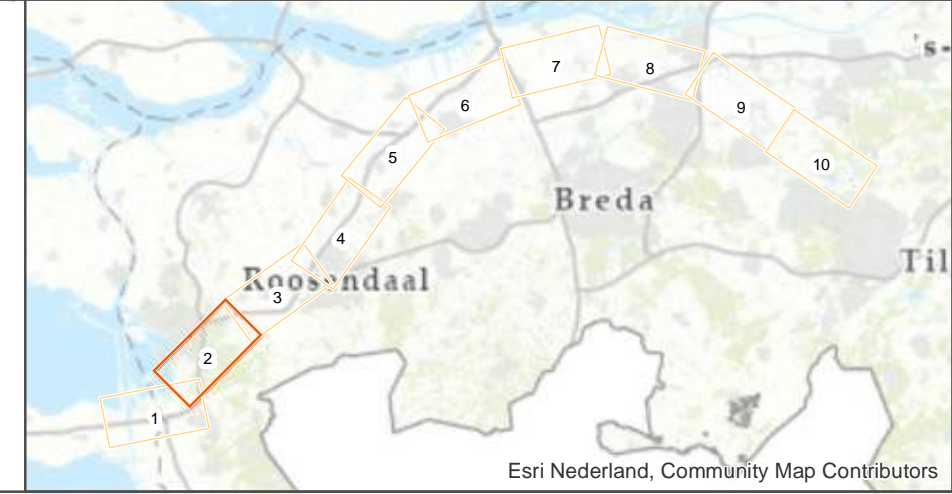 's-
7
8
6
9
5
10
Breda
4
Til
Roosendaal
3
2
1
Esri Nederland, Community Map Contributors